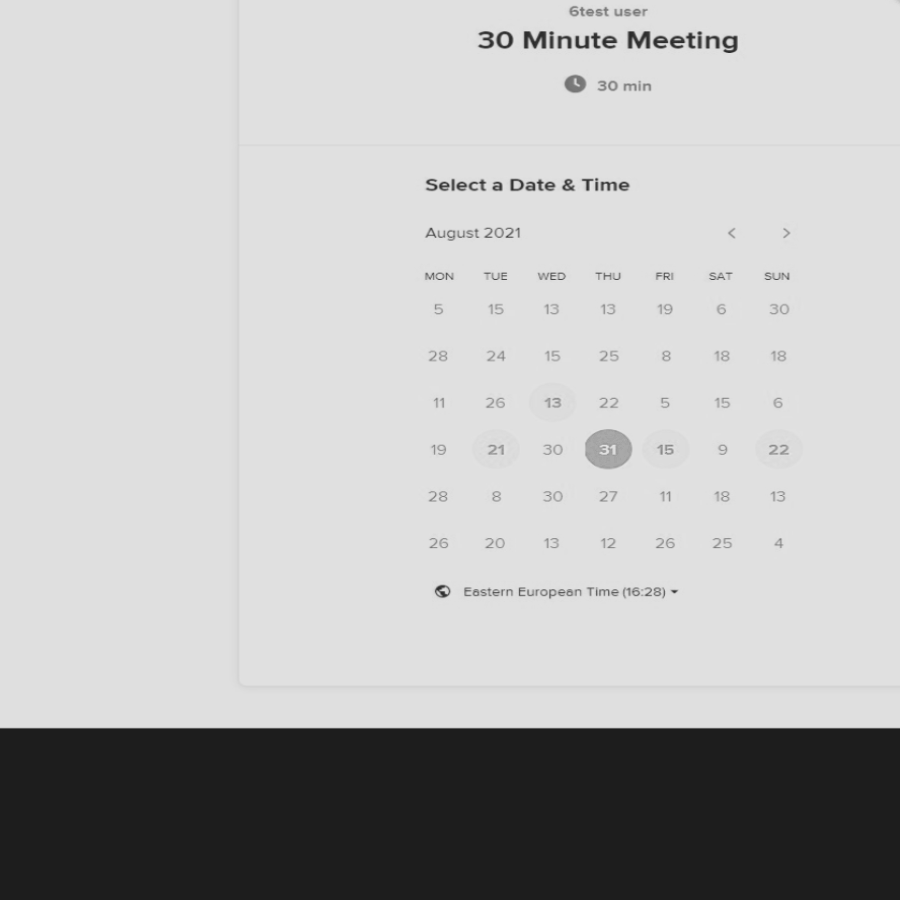 6test user
30 Minute Meeting
30 min
Select a Date & Time
August 2021
MON TUE WED THU FRI SAT SUN
5 15 13 13 19 6 30
28 24 15 25 8 18 18
11 26 13 22 5 15 6
19 21 30 31 15 9 22
28 8 30 27 11 18 13
26 20 13 12 26 25 4
Eastern European Time (16:28)